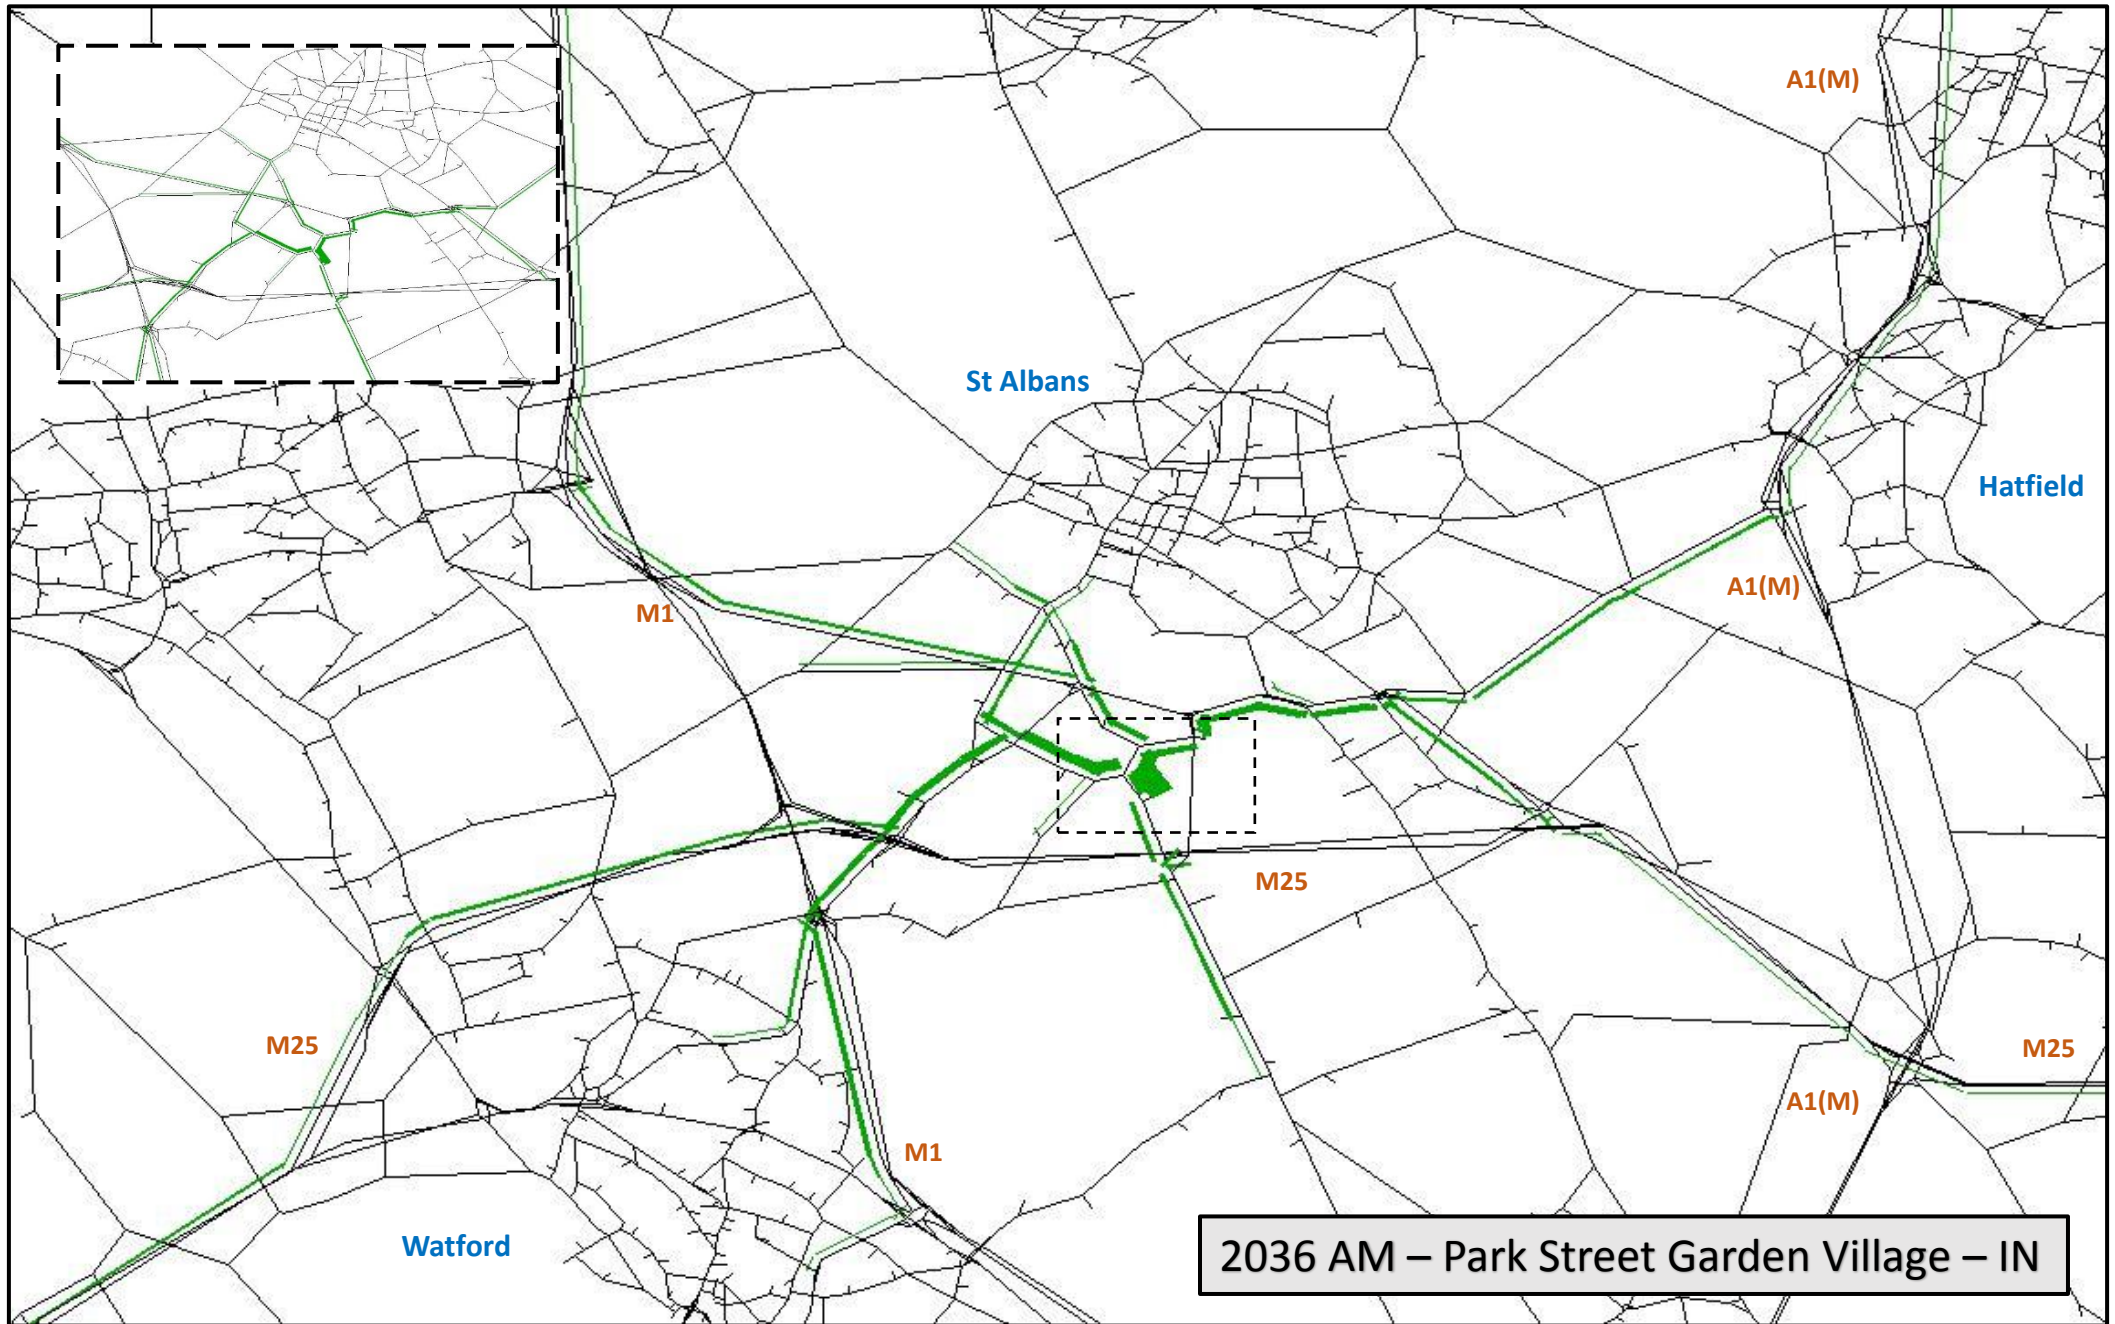 A1(M)
St Albans
Hatfield
A1(M)
M1
M25
M25
M25
A1(M)
M1
Watford
2036 AM – Park Street Garden Village – IN